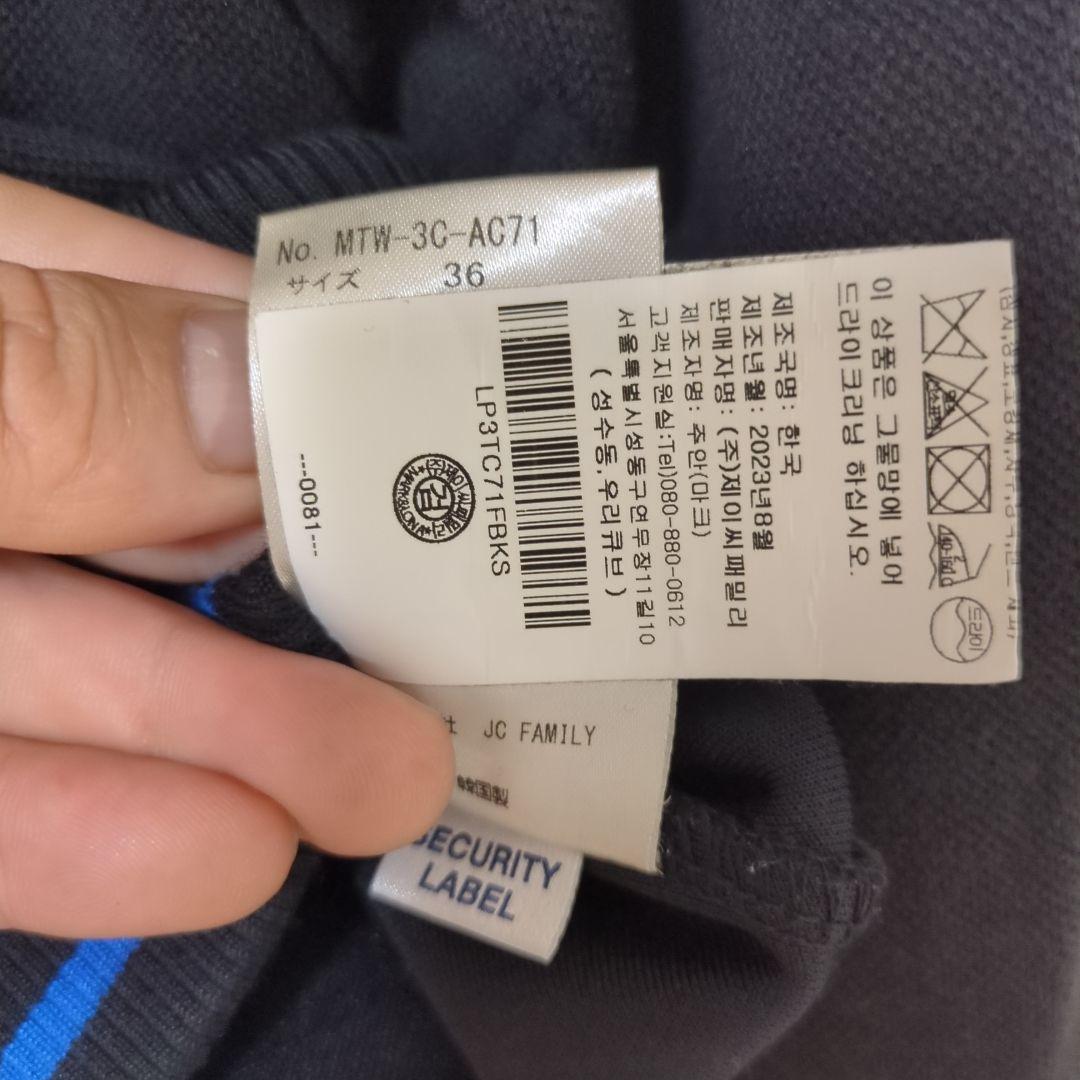 No. MTW-3C-AC71
サイズ 36
이 상품은 그물망에 넣어
드라이크리닝 하십시오.
제조국명: 한국
제조년월: 2023년8월
판매자명: (주)제이씨패밀리
제조자명: 주안(마크)
고객지원실:Tel)080-880-0612
서울특별시성동구연무장11길10
(성수동, 우리큐브)
LP3TC71FBKS
검
---0081---
드라이
JC FAMILY
SECURITY
LABEL